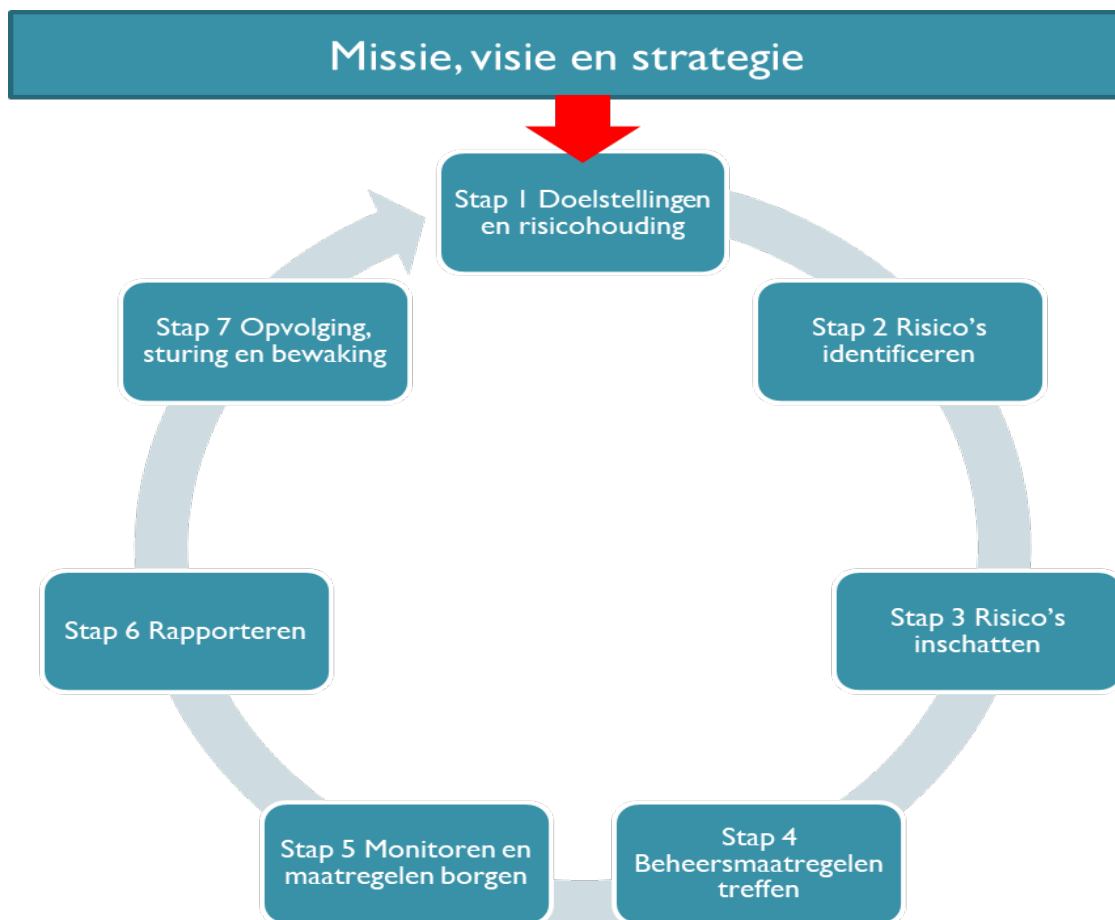 Missie, visie en strategie
Stap 1 Doelstellingen
en risicohouding
Stap 2 Risico's
identificeren
Stap 3 Risico's
inschatten
Stap 4
Beheersmaatregelen
treffen
Stap 5 Monitoren en
maatregelen borgen
Stap 6 Rapporteren
Stap 7 Opvolging,
sturing en bewaking